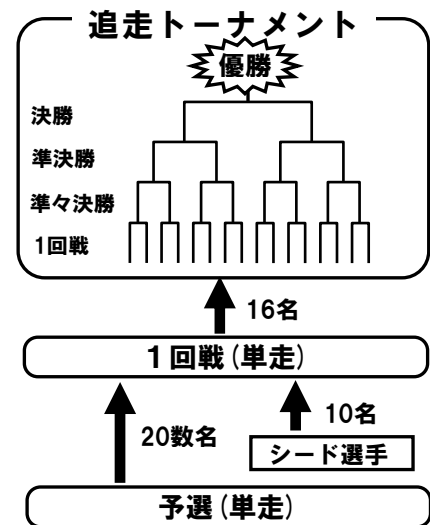 追走トーナメント
優勝
決勝
準決勝
準々決勝
1回戦
16名
1回戦(単走)
10名
20数名
シード選手
予選(単走)